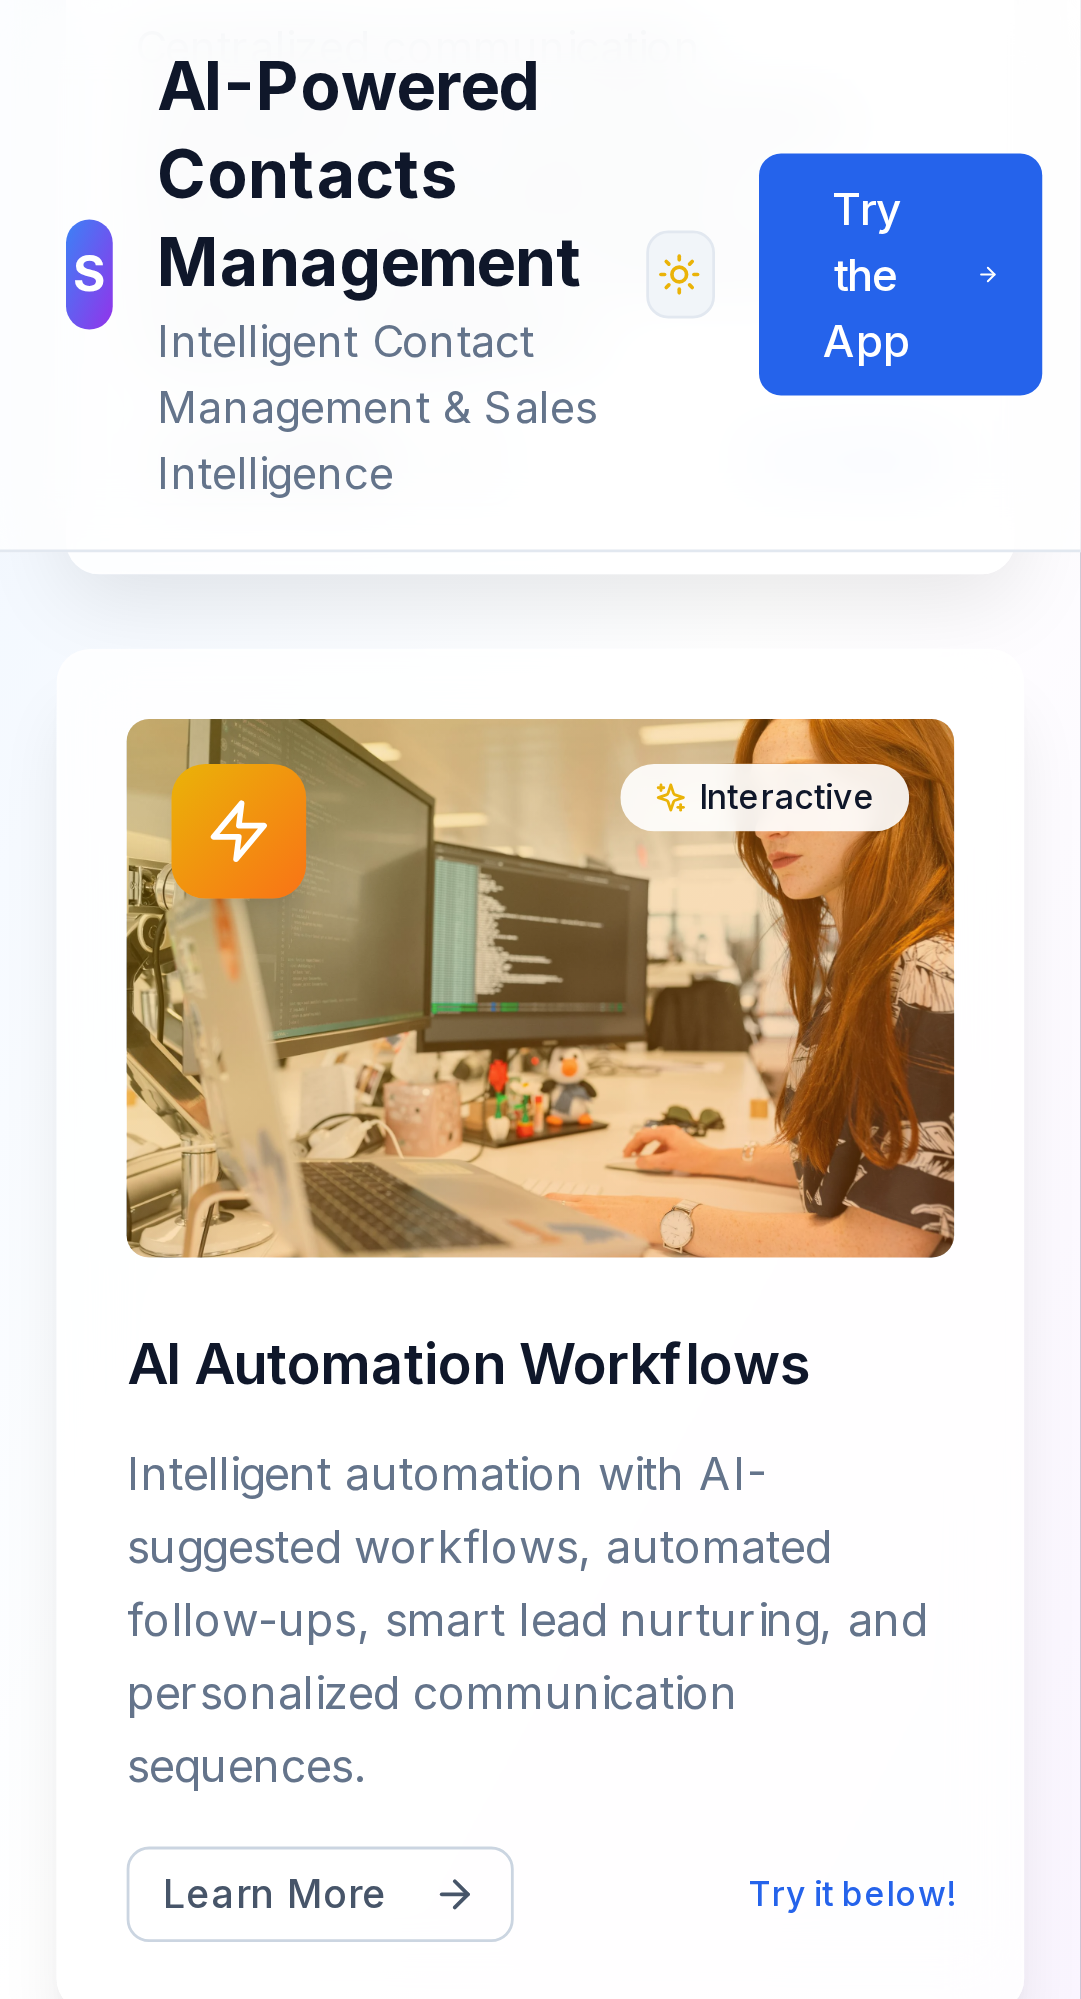 Centralized communication
AI-Powered
Contacts
Management
S
Intelligent Contact
Management & Sales
Intelligence
Try
the
App
Interactive
AI Automation Workflows
Intelligent automation with AI-
suggested workflows, automated
follow-ups, smart lead nurturing, and
personalized communication
sequences.
Learn More
Try it below!